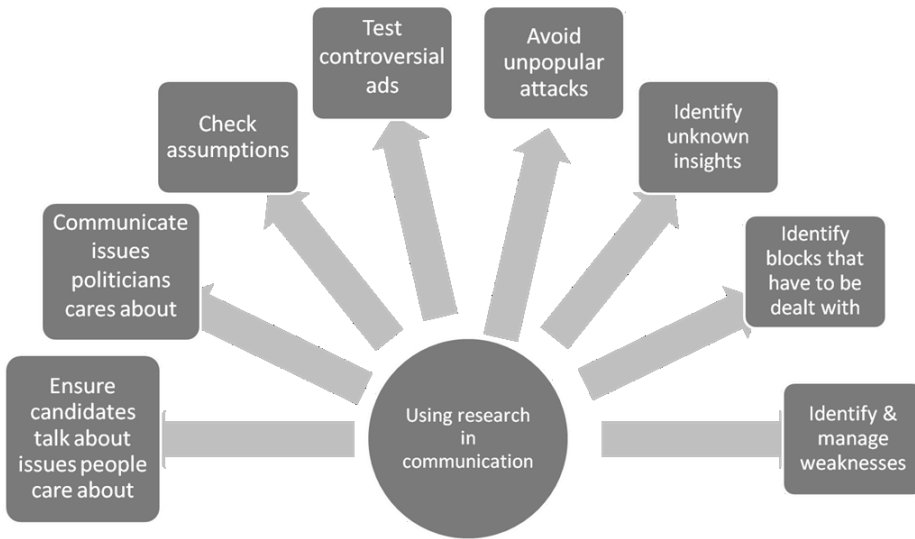 Test
controversial
ads
Avoid
unpopular
attacks
Check
assumptions
Identify
unknown
insights
Communicate
issues
politicians
cares about
Identify
blocks that
have to be
dealt with
Ensure
candidates
talk about
issues people
care about
Using research
in
communication
Identify &
manage
weaknesses